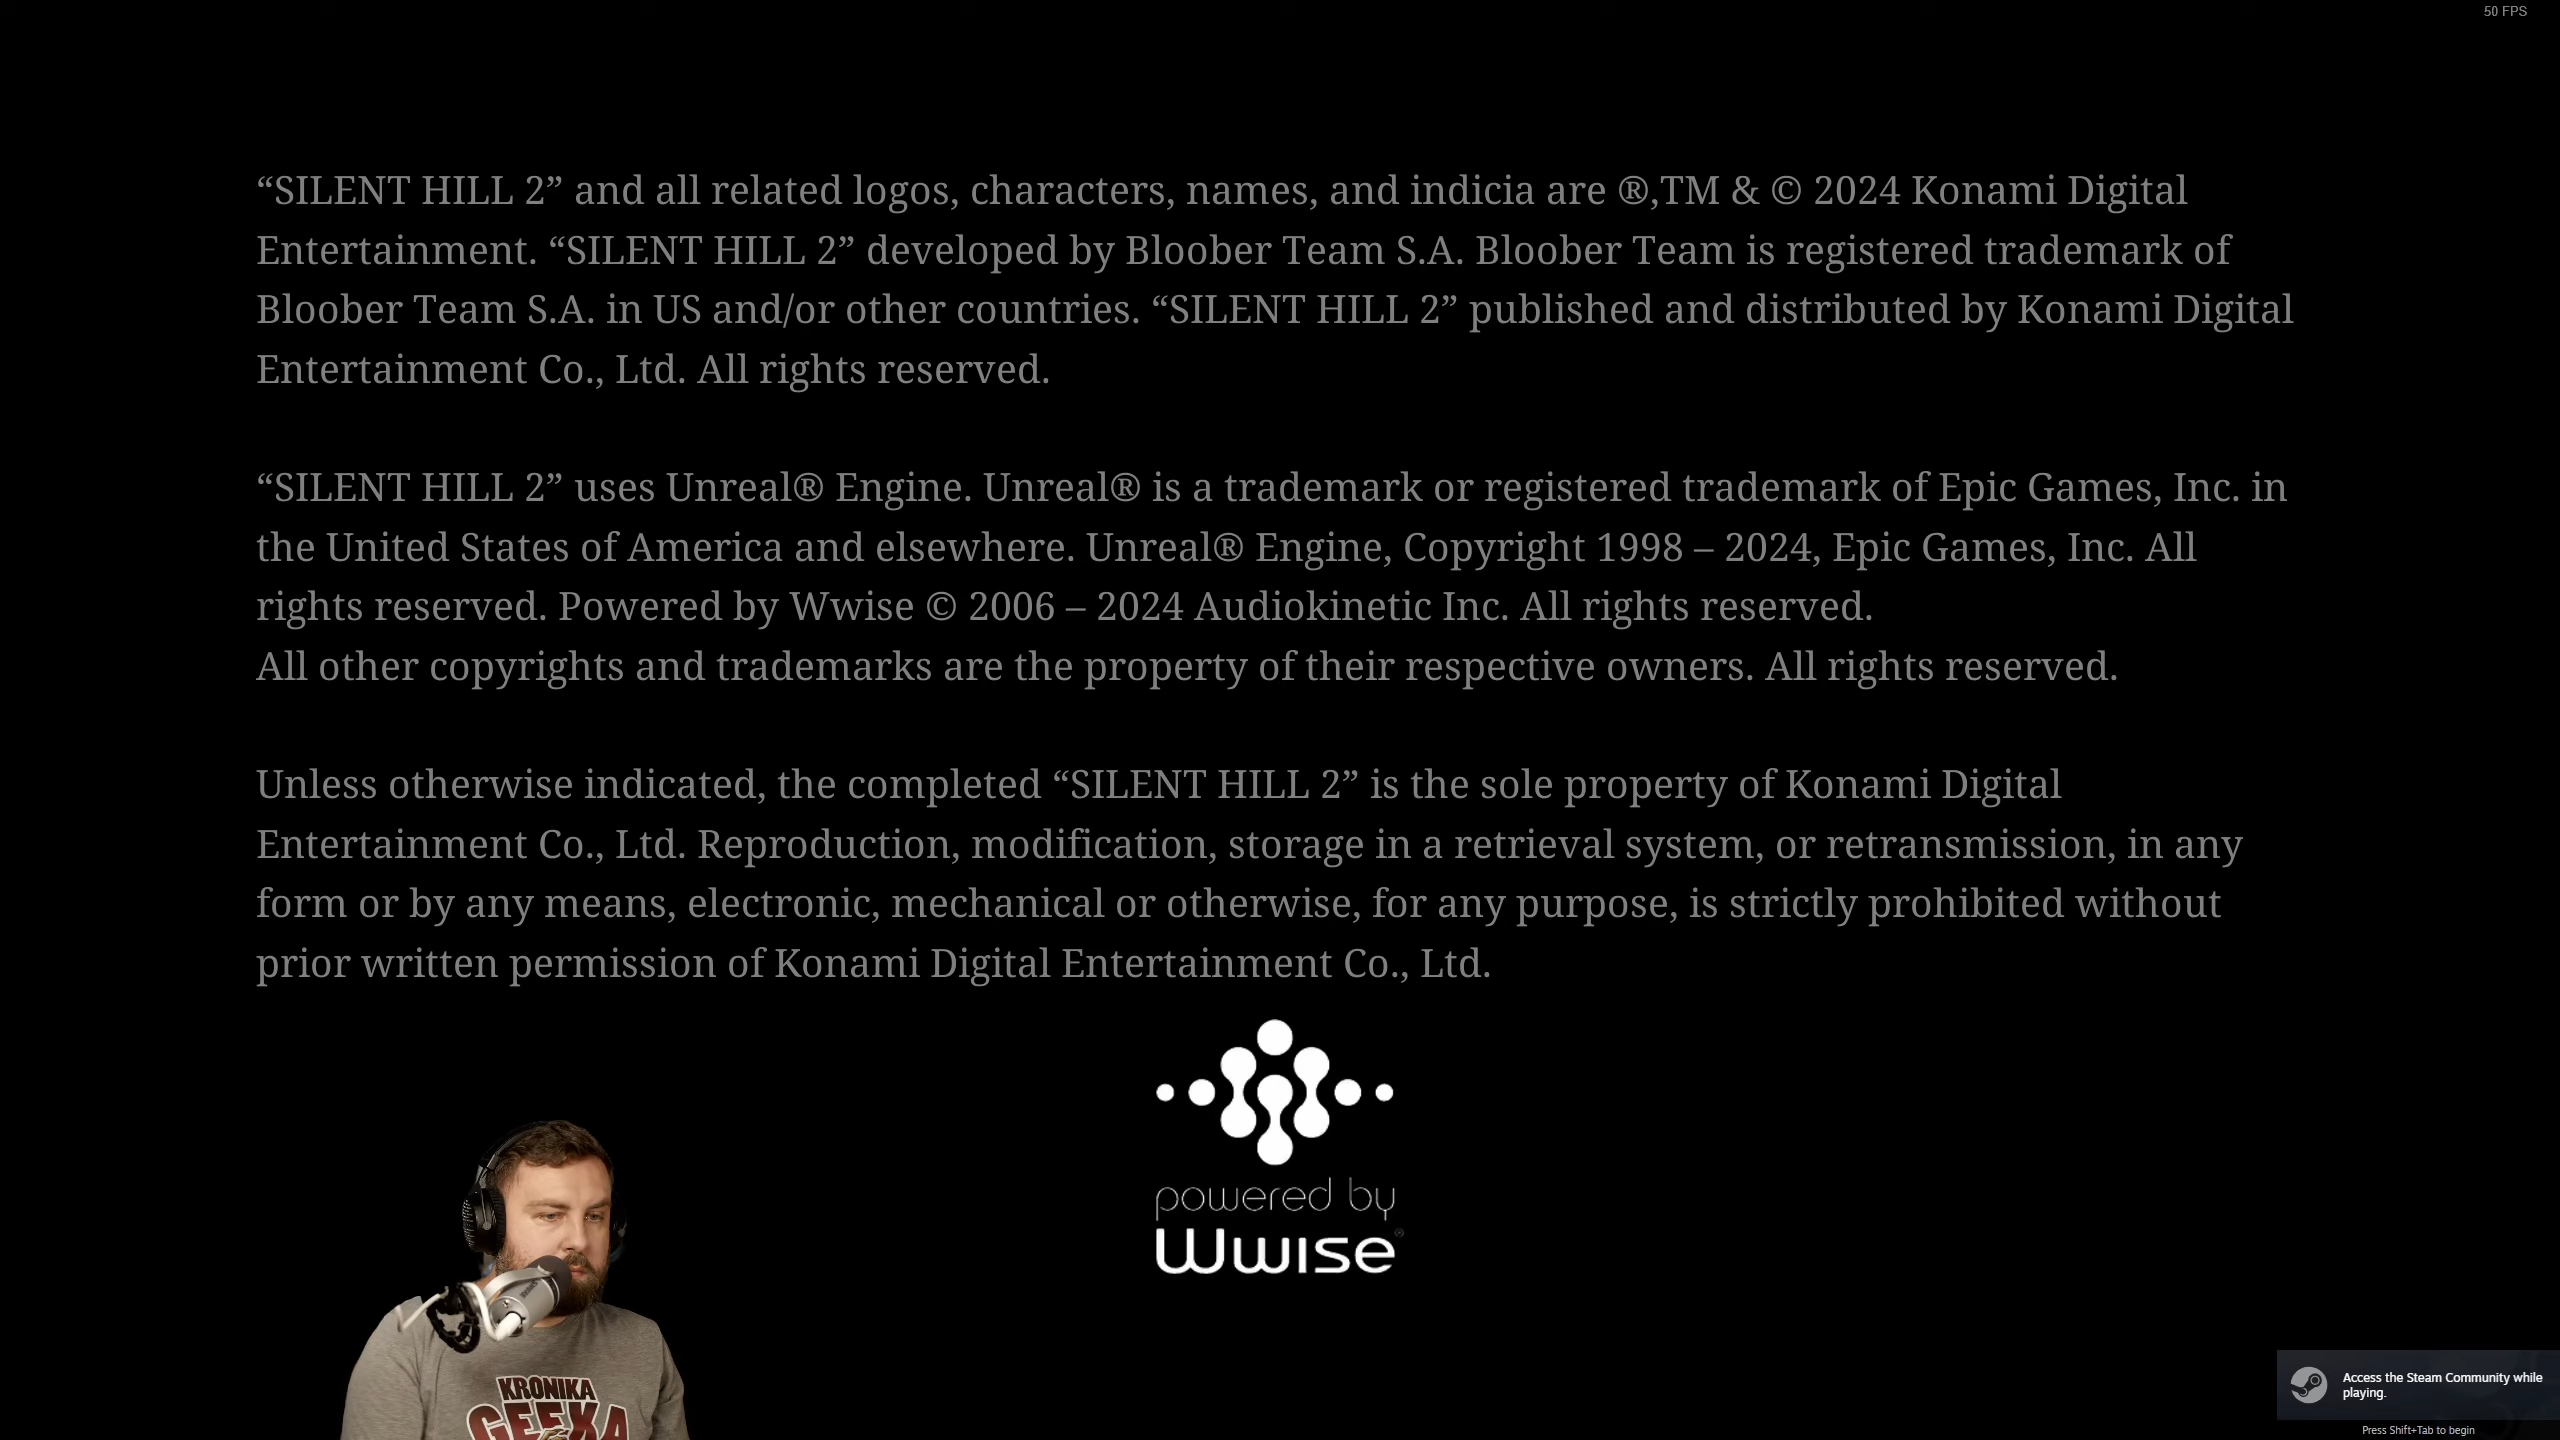 50 FPS
“SILENT HILL 2” and all related logos, characters, names, and indicia are ®,TM & © 2024 Konami Digital
Entertainment. “SILENT HILL 2” developed by Bloober Team S.A. Bloober Team is registered trademark of
Bloober Team S.A. in US and/or other countries. “SILENT HILL 2” published and distributed by Konami Digital
Entertainment Co., Ltd. All rights reserved.
“SILENT HILL 2” uses Unreal® Engine. Unreal® is a trademark or registered trademark of Epic Games, Inc. in
the United States of America and elsewhere. Unreal® Engine, Copyright 1998 – 2024, Epic Games, Inc. All
rights reserved. Powered by Wwise © 2006 – 2024 Audiokinetic Inc. All rights reserved.
All other copyrights and trademarks are the property of their respective owners. All rights reserved.
Unless otherwise indicated, the completed “SILENT HILL 2” is the sole property of Konami Digital
Entertainment Co., Ltd. Reproduction, modification, storage in a retrieval system, or retransmission, in any
form or by any means, electronic, mechanical or otherwise, for any purpose, is strictly prohibited without
prior written permission of Konami Digital Entertainment Co., Ltd.
powered by
Wwise®
KRONIKA
GEEKA
Access the Steam Community while
playing.
Press Shift+Tab to begin